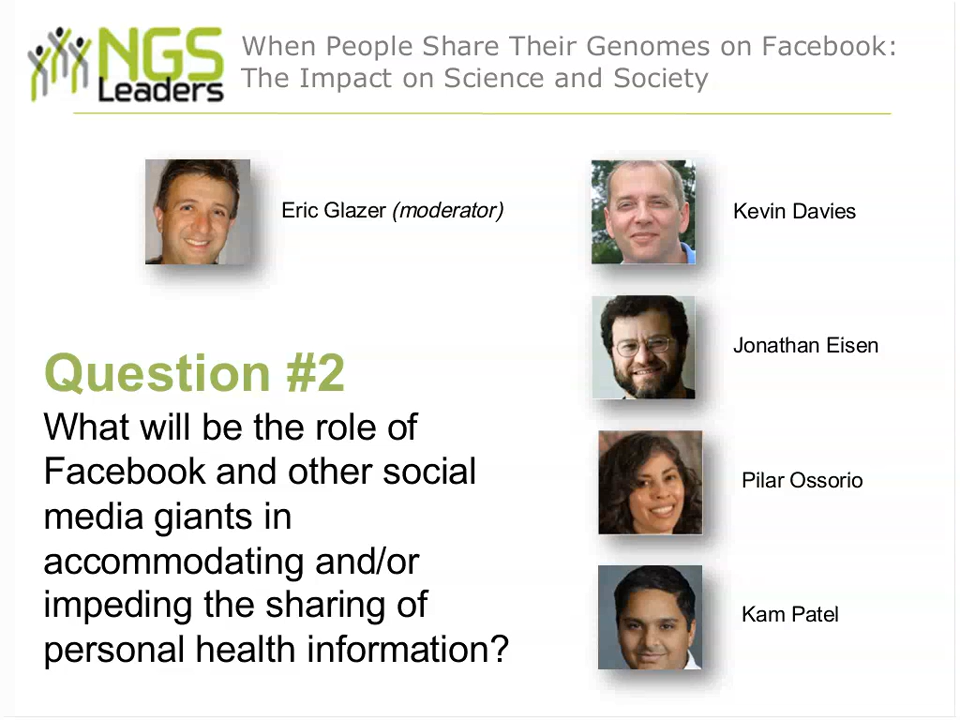 NGS
Leaders
When People Share Their Genomes on Facebook:
The Impact on Science and Society
Eric Glazer (moderator)
Kevin Davies
Jonathan Eisen
Pilar Ossorio
Kam Patel
Question #2
What will be the role of
Facebook and other social
media giants in
accommodating and/or
impeding the sharing of
personal health information?